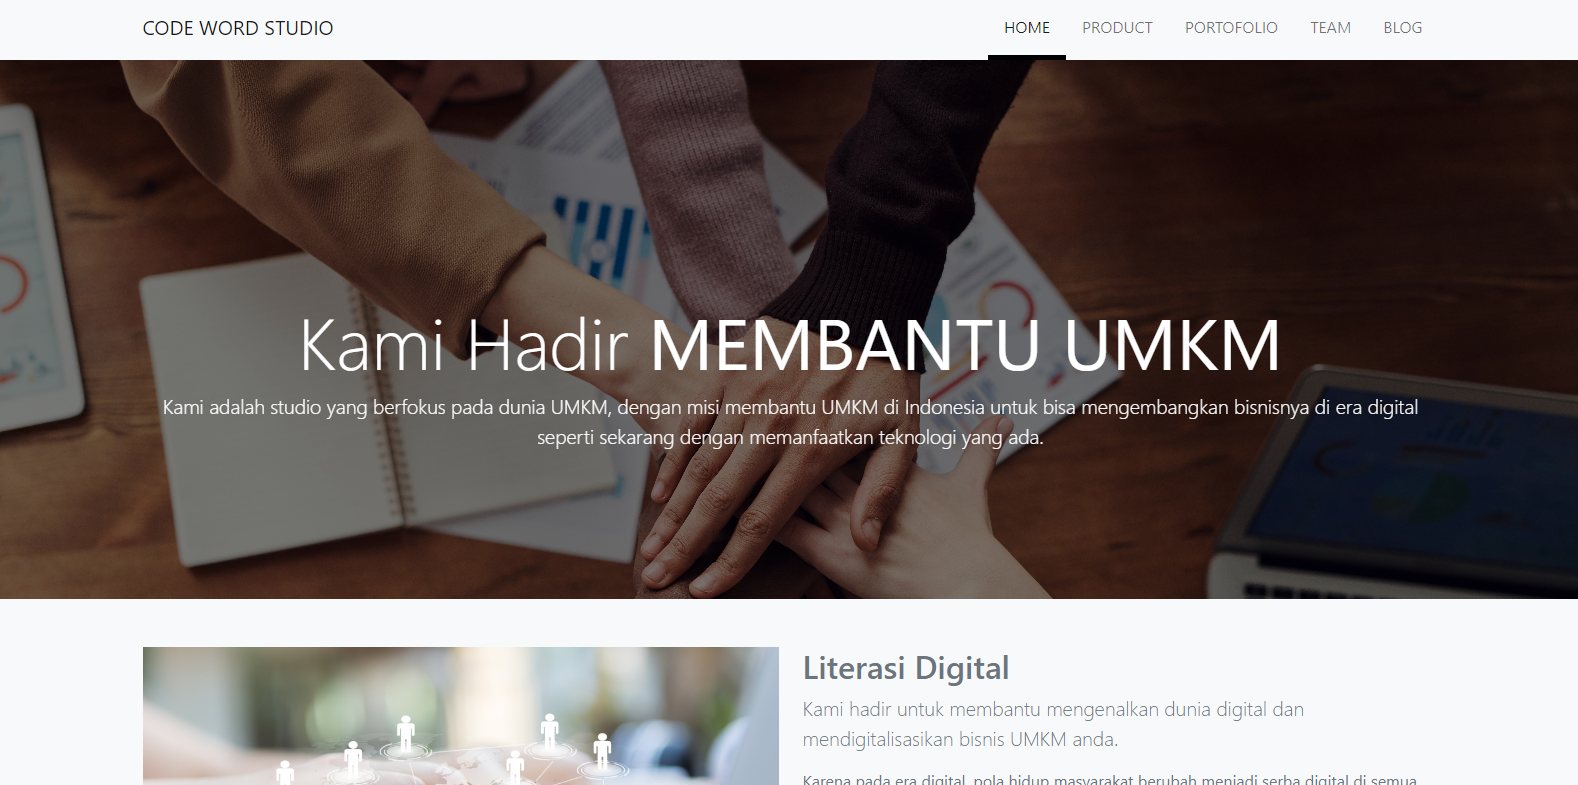 CODE WORD STUDIO
HOME PRODUCT PORTOFOLIO TEAM BLOG
Kami Hadir MEMBANTU UMKM
Kami adalah studio yang berfokus pada dunia UMKM, dengan misi membantu UMKM di Indonesia untuk bisa mengembangkan bisnisnya di era digital
seperti sekarang dengan memanfaatkan teknologi yang ada.
Literasi Digital
Kami hadir untuk membantu mengenalkan dunia digital dan
mendigitalisasikan bisnis UMKM anda.
Karena pada era digital, pola hidup masyarakat berubah menjadi serba digital di semua